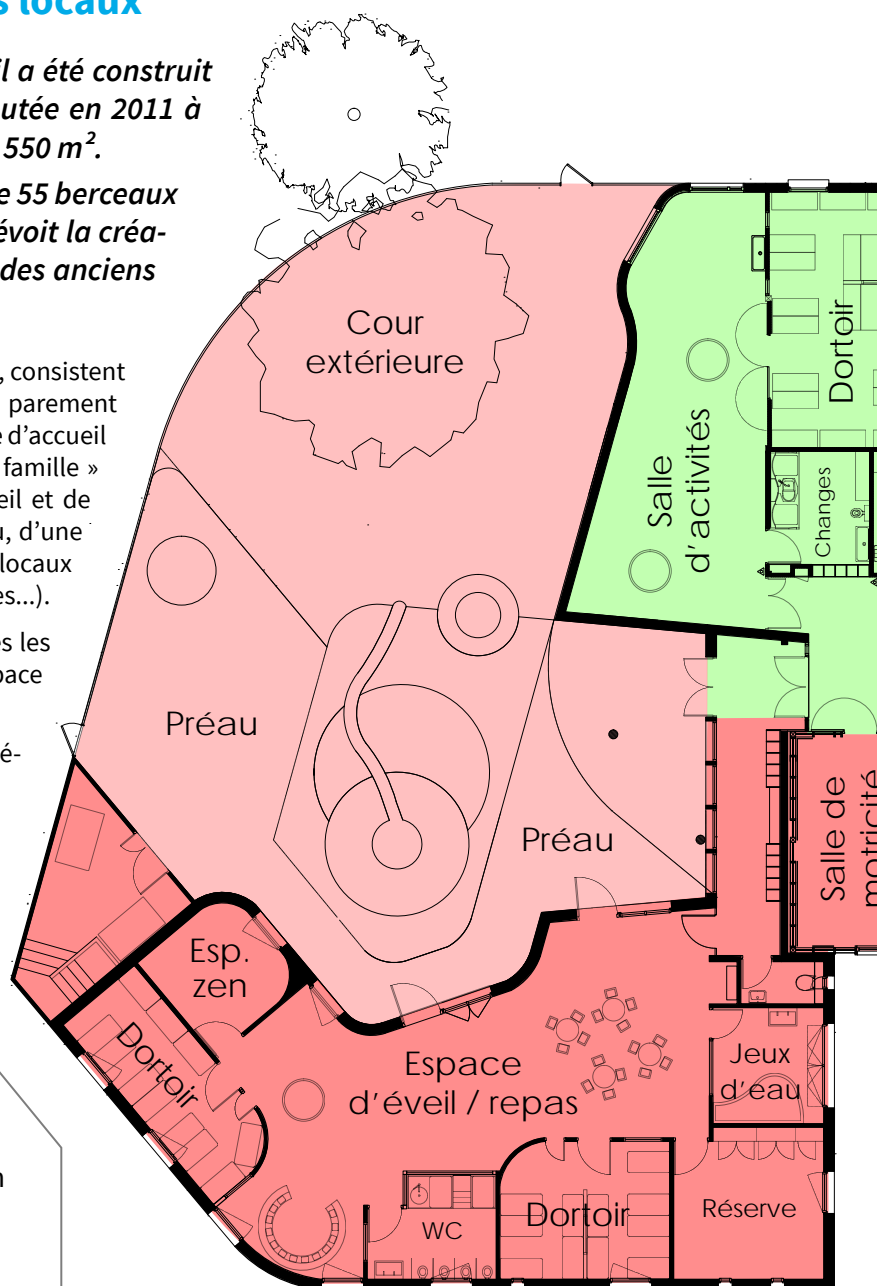 s locaux
il a été construit
utée en 2011 à
550 m².
e 55 berceaux
évoit la créa-
des anciens
, consistent
parement
e d'accueil
famille »
eil et de
u, d'une
locaux
es...).
s les
pace
é-
n
Cour
extérieure
Salle
d'activités
Dortoir
Changes
Préau
Préau
Salle de
motricité
Esp.
zen
Dortoir
Espace
d'éveil / repas
Jeux
d'eau
WC
Dortoir
Réserve